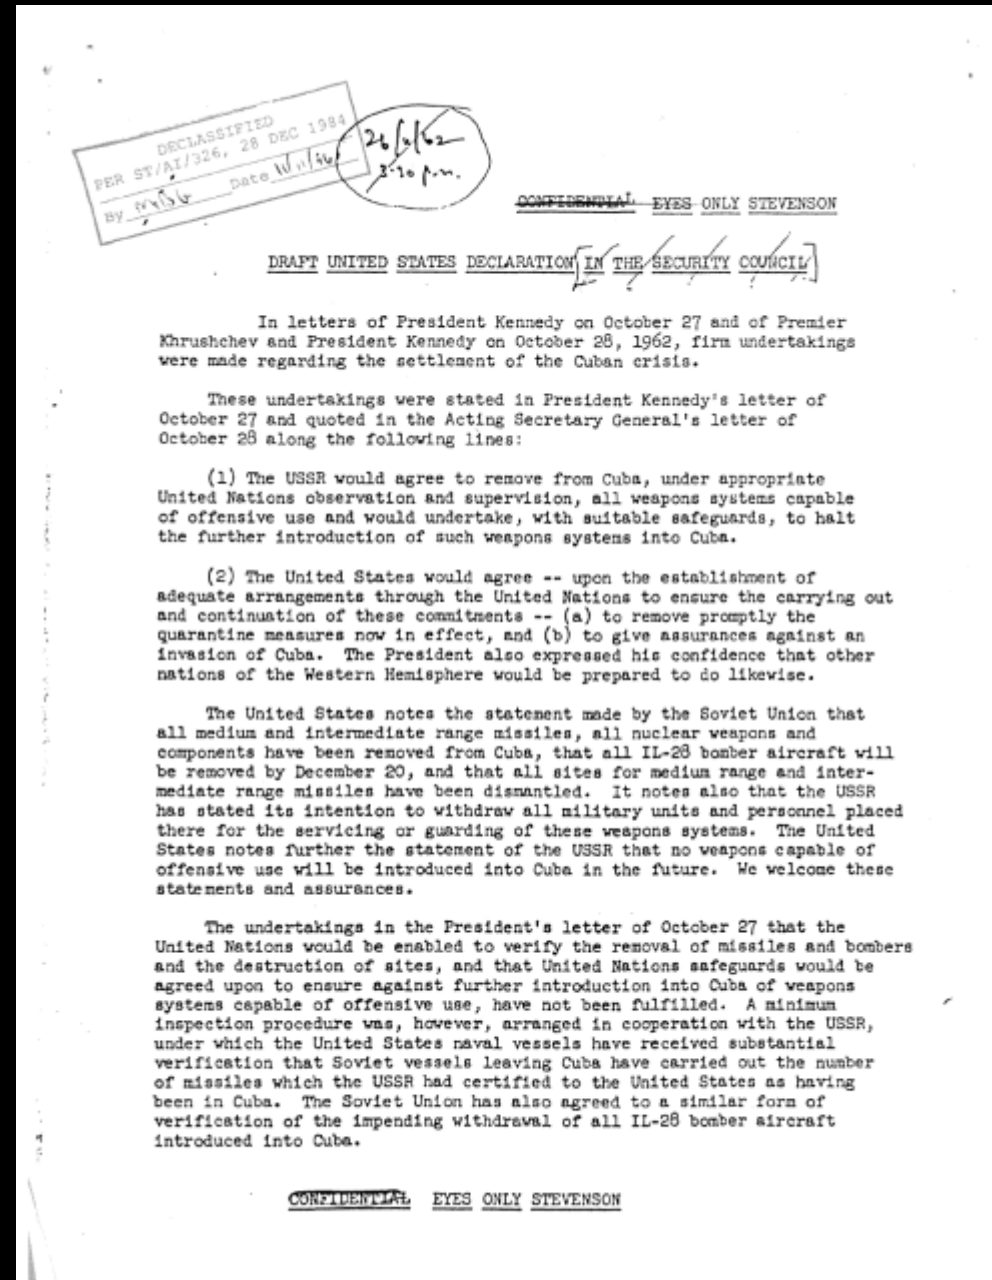 DECLASSIFIED
PER ST/AI/326, 28 DEC 1984
By Date
3.30 p.m.
CONFIDENTIAL EYES ONLY STEVENSON
DRAFT UNITED STATES DECLARATION [IN THE SECURITY COUNCIL]
In letters of President Kennedy on October 27 and of Premier
Khrushchev and President Kennedy on October 28, 1962, firm undertakings
were made regarding the settlement of the Cuban crisis.
These undertakings were stated in President Kennedy's letter of
October 27 and quoted in the Acting Secretary General's letter of
October 28 along the following lines:
(1) The USSR would agree to remove from Cuba, under appropriate
United Nations observation and supervision, all weapons systems capable
of offensive use and would undertake, with suitable safeguards, to halt
the further introduction of such weapons systems into Cuba.
(2) The United States would agree -- upon the establishment of
adequate arrangements through the United Nations to ensure the carrying out
and continuation of these commitments -- (a) to remove promptly the
quarantine measures now in effect, and (b) to give assurances against an
invasion of Cuba. The President also expressed his confidence that other
nations of the Western Hemisphere would be prepared to do likewise.
The United States notes the statement made by the Soviet Union that
all medium and intermediate range missiles, all nuclear weapons and
components have been removed from Cuba, that all IL-28 bomber aircraft will
be removed by December 20, and that all sites for medium range and inter-
mediate range missiles have been dismantled. It notes also that the USSR
has stated its intention to withdraw all military units and personnel placed
there for the servicing or guarding of these weapons systems. The United
States notes further the statement of the USSR that no weapons capable of
offensive use will be introduced into Cuba in the future. We welcome these
statements and assurances.
The undertakings in the President's letter of October 27 that the
United Nations would be enabled to verify the removal of missiles and bombers
and the destruction of sites, and that United Nations safeguards would be
agreed upon to ensure against further introduction into Cuba of weapons
systems capable of offensive use, have not been fulfilled. A minimum
inspection procedure was, however, arranged in cooperation with the USSR,
under which the United States naval vessels have received substantial
verification that Soviet vessels leaving Cuba have carried out the number
of missiles which the USSR had certified to the United States as having
been in Cuba. The Soviet Union has also agreed to a similar form of
verification of the impending withdrawal of all IL-28 bomber aircraft
introduced into Cuba.
CONFIDENTIAL EYES ONLY STEVENSON